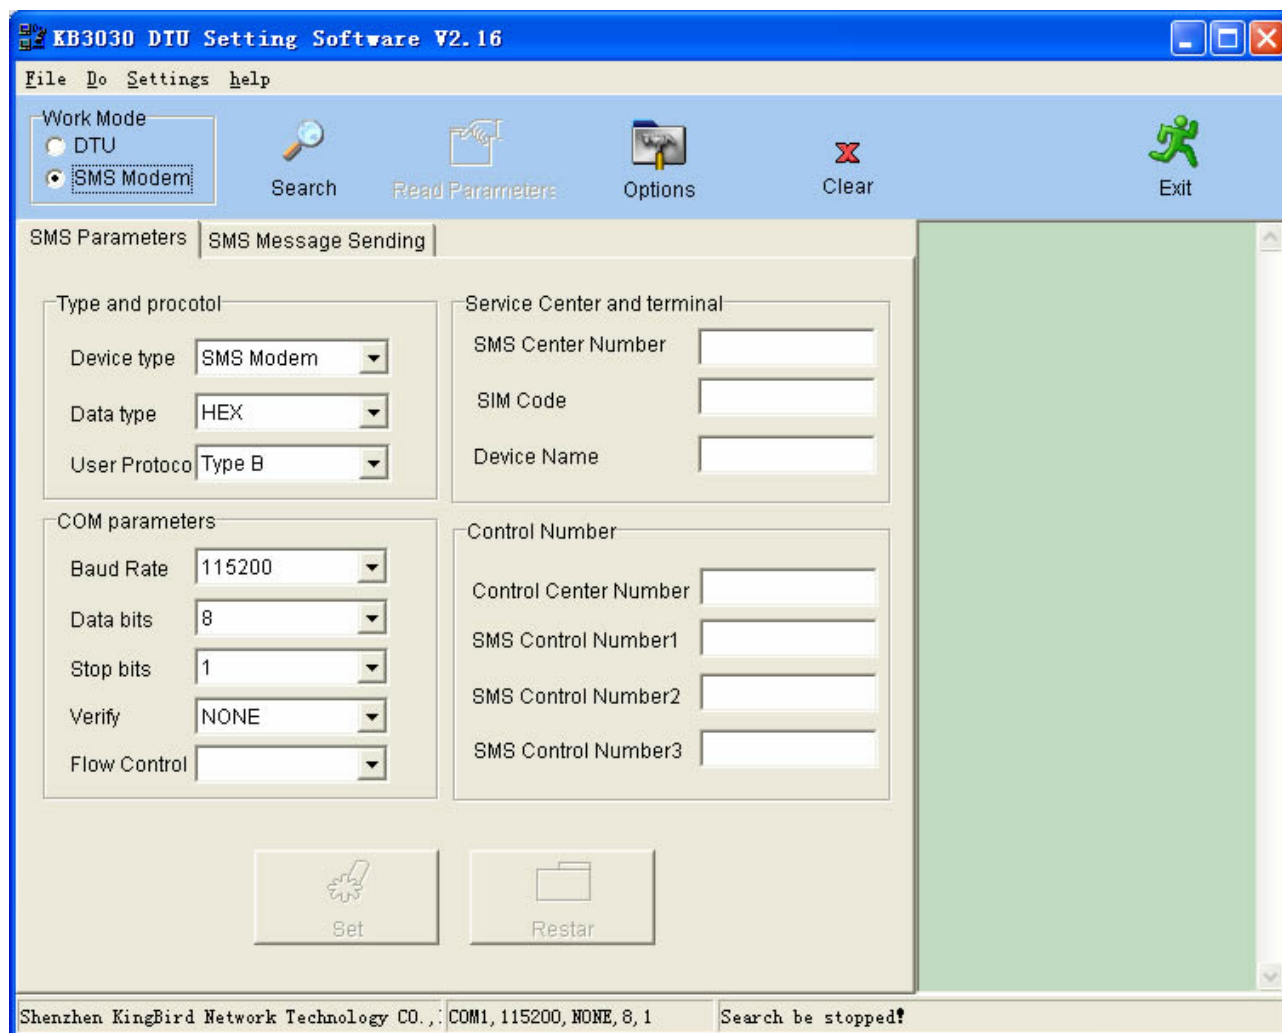 KB3030 DTU Setting Software V2.16
File Do Settings help
Work Mode
DTU
SMS Modem
Search
Read Parameters
Options
Clear
Exit
SMS Parameters
SMS Message Sending
Type and procotol
Device type SMS Modem
Data type HEX
User Protoco Type B
COM parameters
Baud Rate 115200
Data bits 8
Stop bits 1
Verify NONE
Flow Control
Service Center and terminal
SMS Center Number
SIM Code
Device Name
Control Number
Control Center Number
SMS Control Number1
SMS Control Number2
SMS Control Number3
Set
Restar
Shenzhen KingBird Network Technology CO.,
COM1, 115200, NONE, 8, 1
Search be stopped!